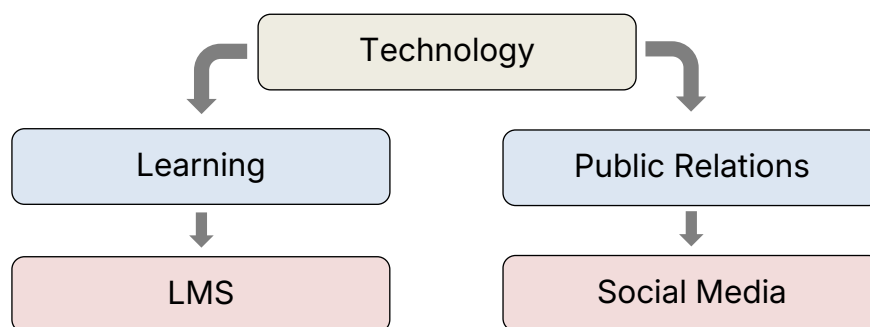 Technology
Learning
Public Relations
LMS
Social Media